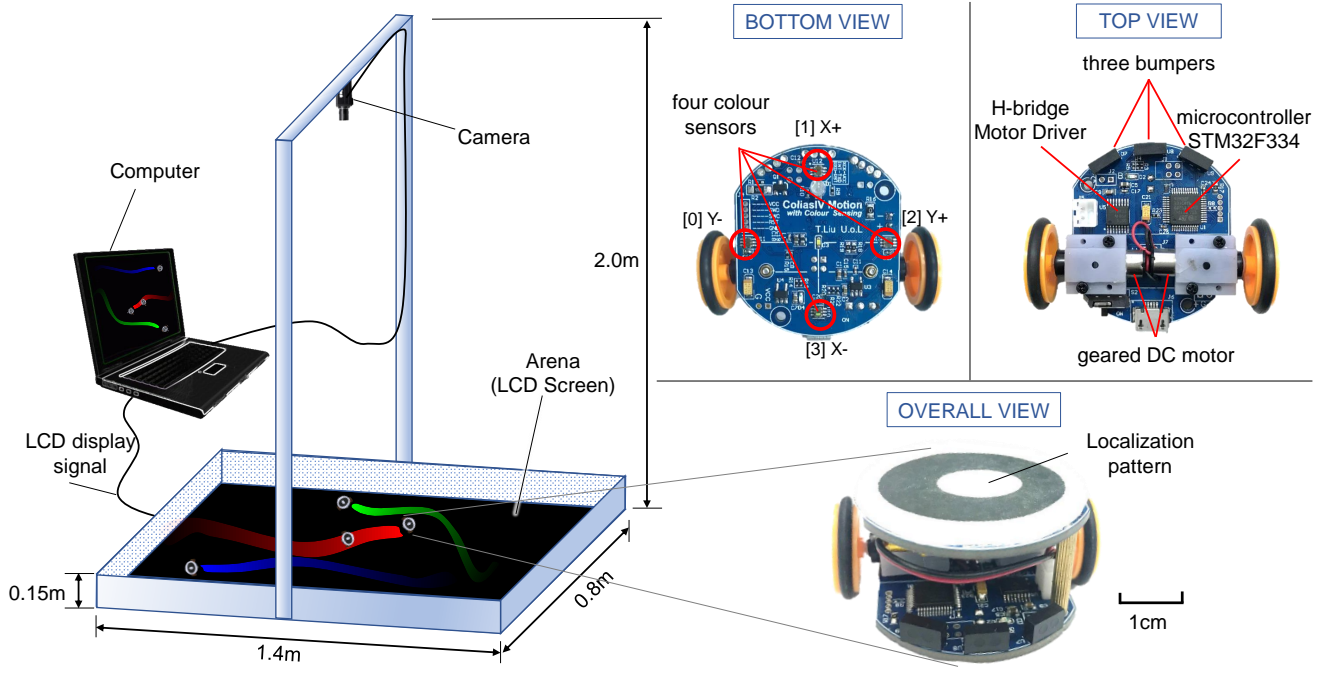 Camera
Computer
2.0m
Arena
(LCD Screen)
LCD display
signal
0.15m
1.4m
0.8m
BOTTOM VIEW
four colour
sensors
[1] X+
[0] Y-
[2] Y+
[3] X-
ColiasIV Motion
with Colour Sensing
T.Liu U.o.L
VCC
TOP VIEW
three bumpers
H-bridge
Motor Driver
microcontroller
STM32F334
geared DC motor
OVERALL VIEW
Localization
pattern
1cm